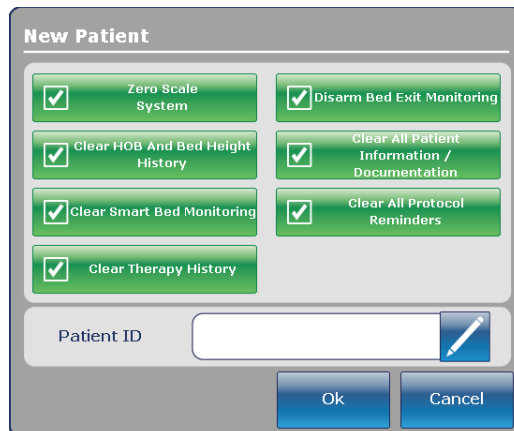 New Patient
Zero Scale
System
Disarm Bed Exit Monitoring
Clear HOB And Bed Height
History
Clear All Patient
Information /
Documentation
Clear Smart Bed Monitoring
Clear All Protocol
Reminders
Clear Therapy History
Patient ID
Ok
Cancel